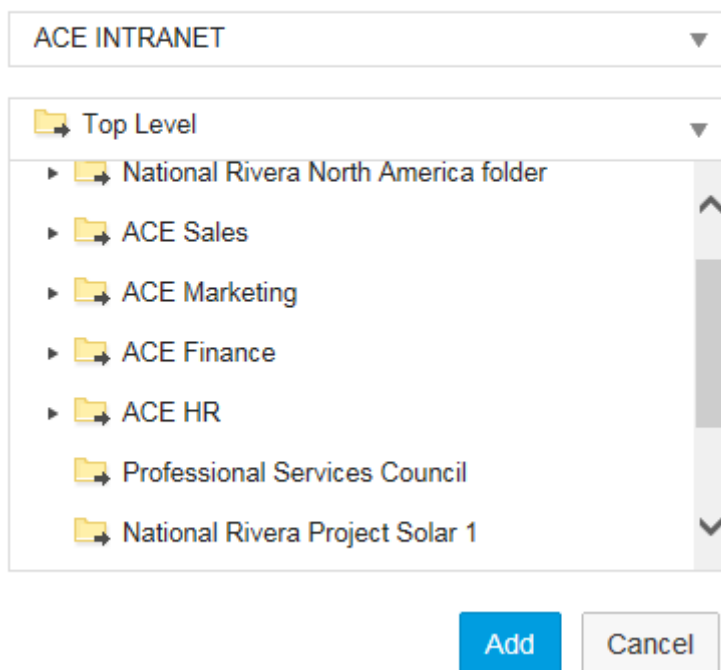 ACE INTRANET
Top Level
National Rivera North America folder
ACE Sales
ACE Marketing
ACE Finance
ACE HR
Professional Services Council
National Rivera Project Solar 1
Add Cancel